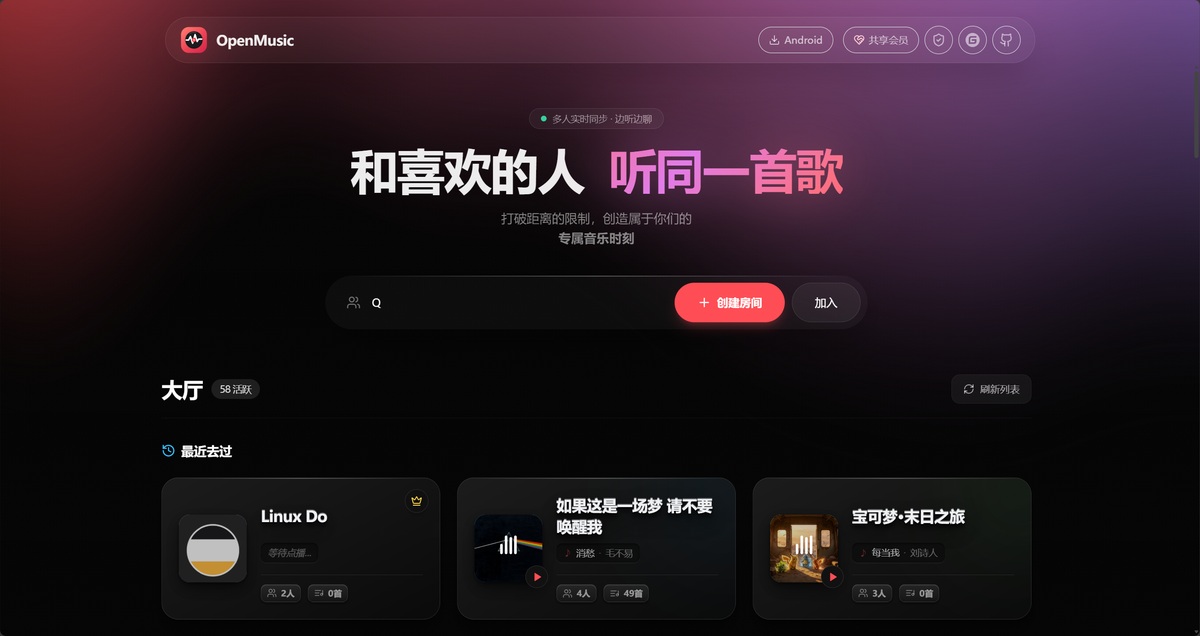 OpenMusic
Android
共享会员
多人实时同步 · 边听边聊
和喜欢的人 听同一首歌
打破距离的限制，创造属于你们的
专属音乐时刻
Q
创建房间
加入
大厅
58 活跃
刷新列表
最近去过
Linux Do
等待点播...
2人
0首
如果这是一场梦 请不要
唤醒我
消愁 · 毛不易
4人
49首
宝可梦•末日之旅
每当我 · 刘诗人
3人
0首